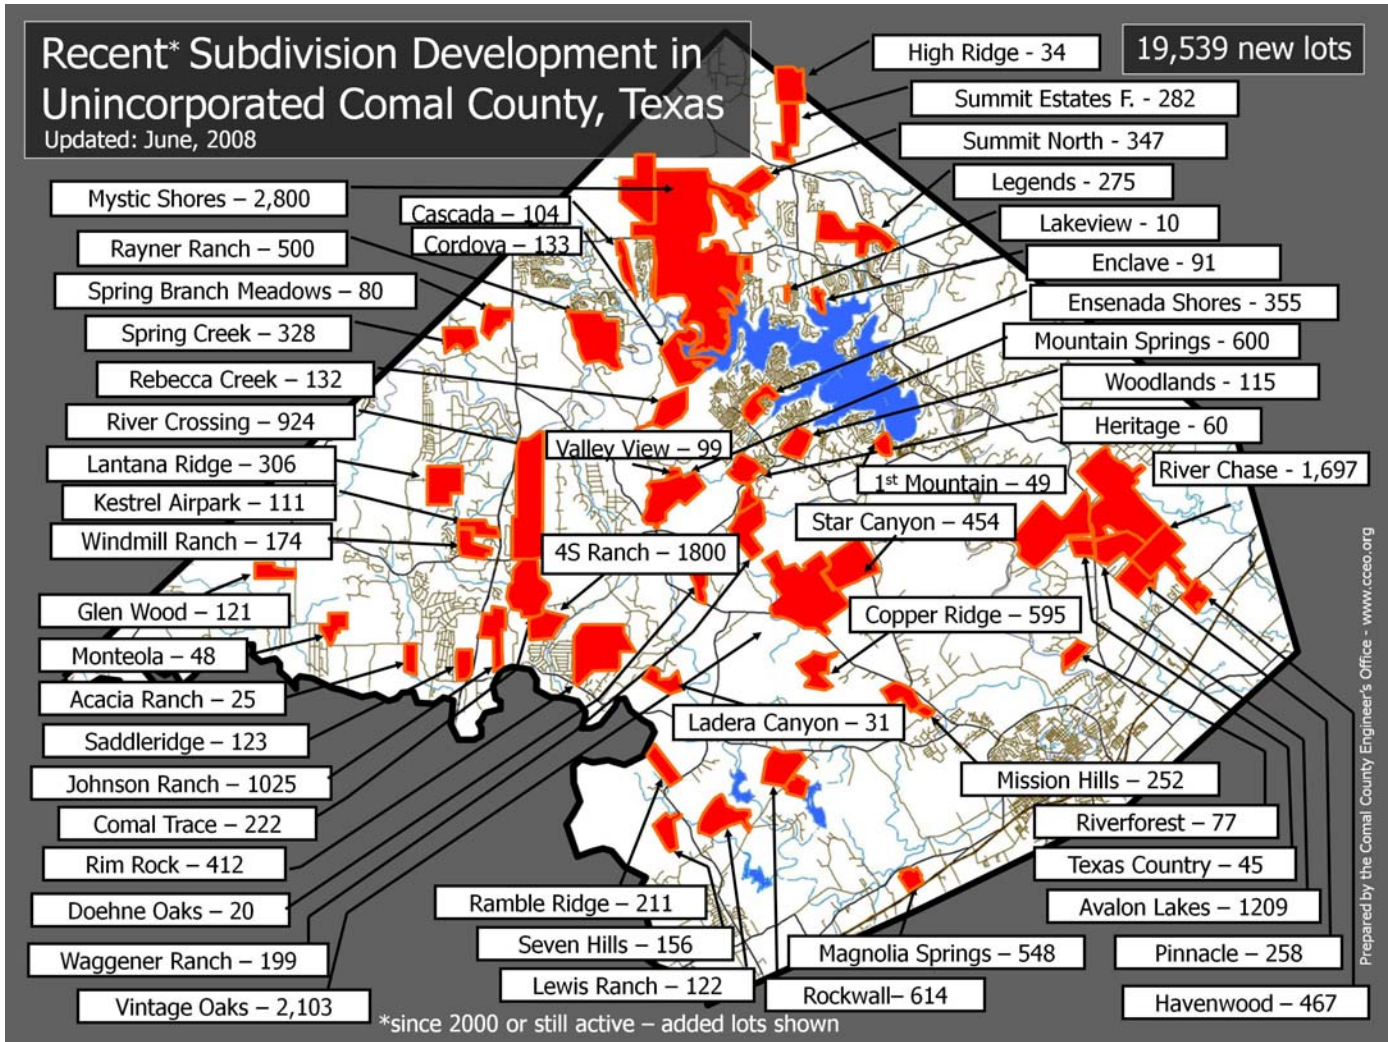 Recent* Subdivision Development in
Unincorporated Comal County, Texas
Updated: June, 2008
19,539 new lots
High Ridge - 34
Summit Estates F. - 282
Summit North - 347
Legends - 275
Lakeview - 10
Enclave - 91
Ensenada Shores - 355
Mountain Springs - 600
Woodlands - 115
Heritage - 60
River Chase - 1,697
1st Mountain - 49
Star Canyon – 454
Copper Ridge – 595
Mystic Shores – 2,800
Cascada – 104
Cordova – 133
Rayner Ranch – 500
Spring Branch Meadows – 80
Spring Creek – 328
Rebecca Creek – 132
River Crossing – 924
Valley View – 99
Lantana Ridge – 306
Kestrel Airpark – 111
Windmill Ranch – 174
4S Ranch – 1800
Glen Wood – 121
Monteola – 48
Acacia Ranch – 25
Saddleridge – 123
Johnson Ranch – 1025
Comal Trace – 222
Rim Rock – 412
Doehne Oaks – 20
Waggener Ranch – 199
Vintage Oaks – 2,103
Ladera Canyon – 31
Mission Hills – 252
Riverforest – 77
Texas Country – 45
Avalon Lakes – 1209
Pinnacle – 258
Havenwood – 467
Ramble Ridge – 211
Seven Hills – 156
Lewis Ranch – 122
Magnolia Springs – 548
Rockwall– 614
*since 2000 or still active – added lots shown
Prepared by the Comal County Engineer's Office - www.cceo.org